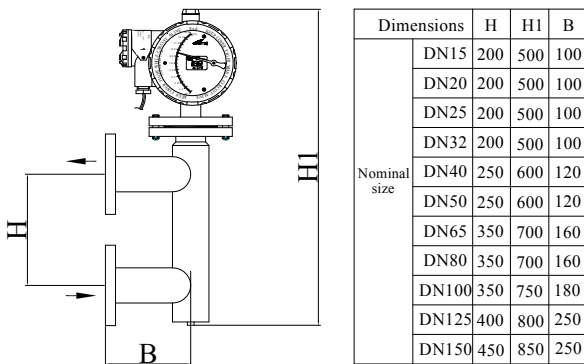 H1
H
B
Dimensions H H1 B
Nominal size
DN15 200 500 100
DN20 200 500 100
DN25 200 500 100
DN32 200 500 100
DN40 250 600 120
DN50 250 600 120
DN65 350 700 160
DN80 350 700 160
DN100 350 750 180
DN125 400 800 250
DN150 450 850 250